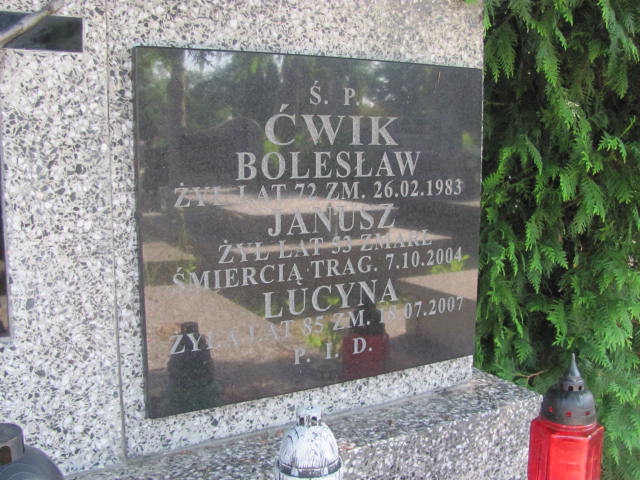 Ś. P.
ĆWIK
BOLESŁAW
ŻYŁ LAT 72 ZM. 26.02.1983
JANUSZ
ŻYŁ LAT 53 ZMARŁ
ŚMIERCIĄ TRAG. 7.10.2004
LUCYNA
ŻYŁA LAT 85 ZM. 18.07.2007
P. I. D.